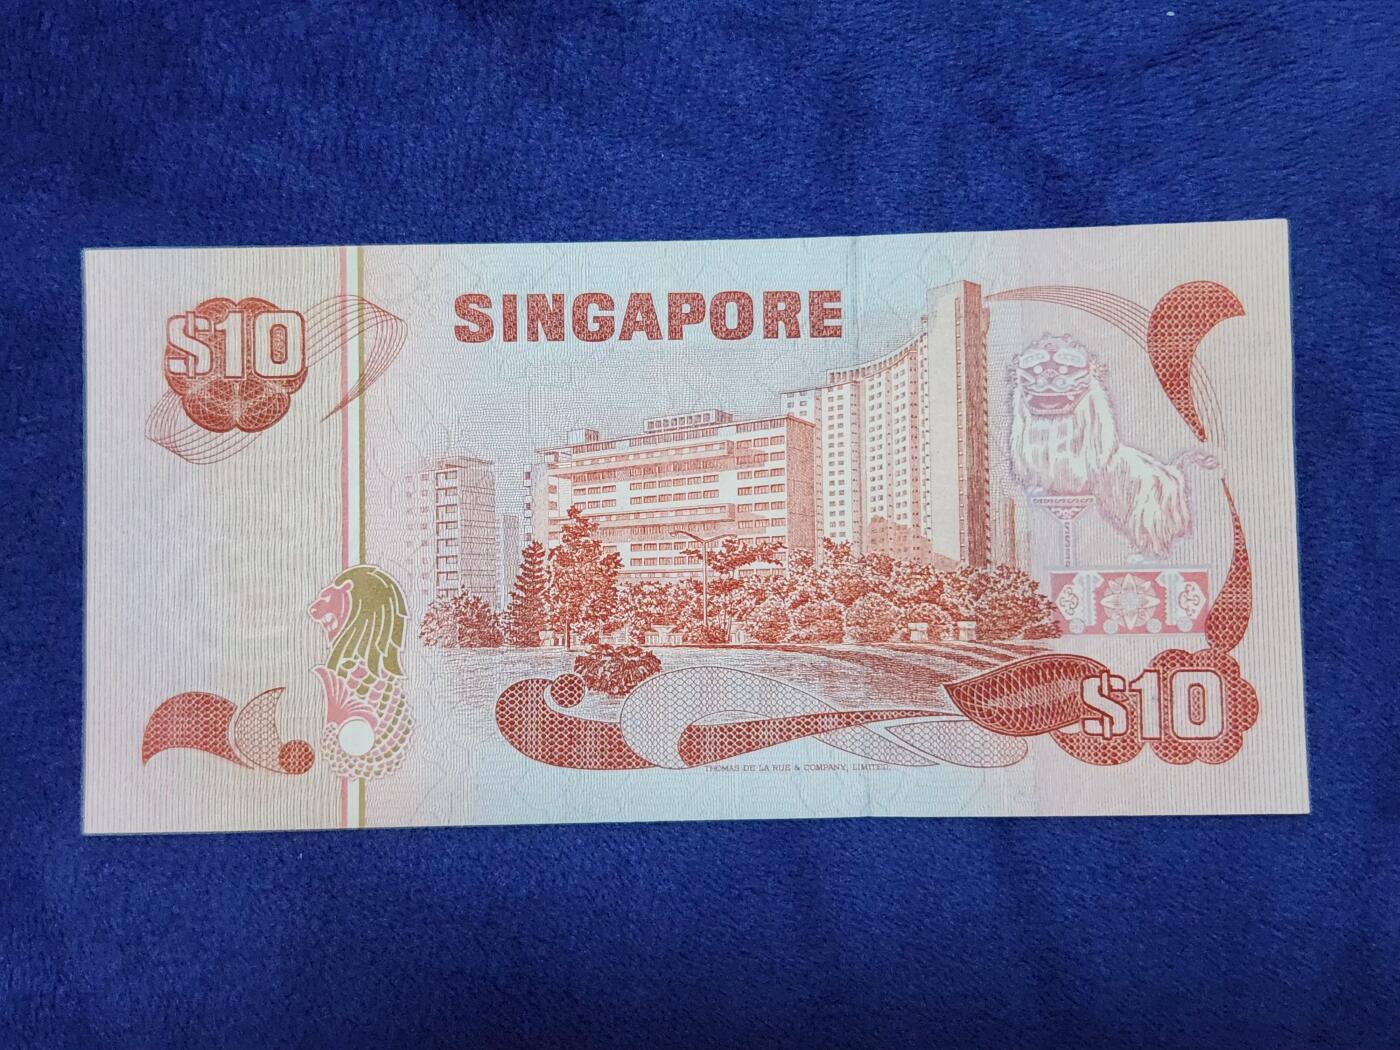 $10
SINGAPORE
$10
THOMAS DE LA RUE & COMPANY, LIMITED.